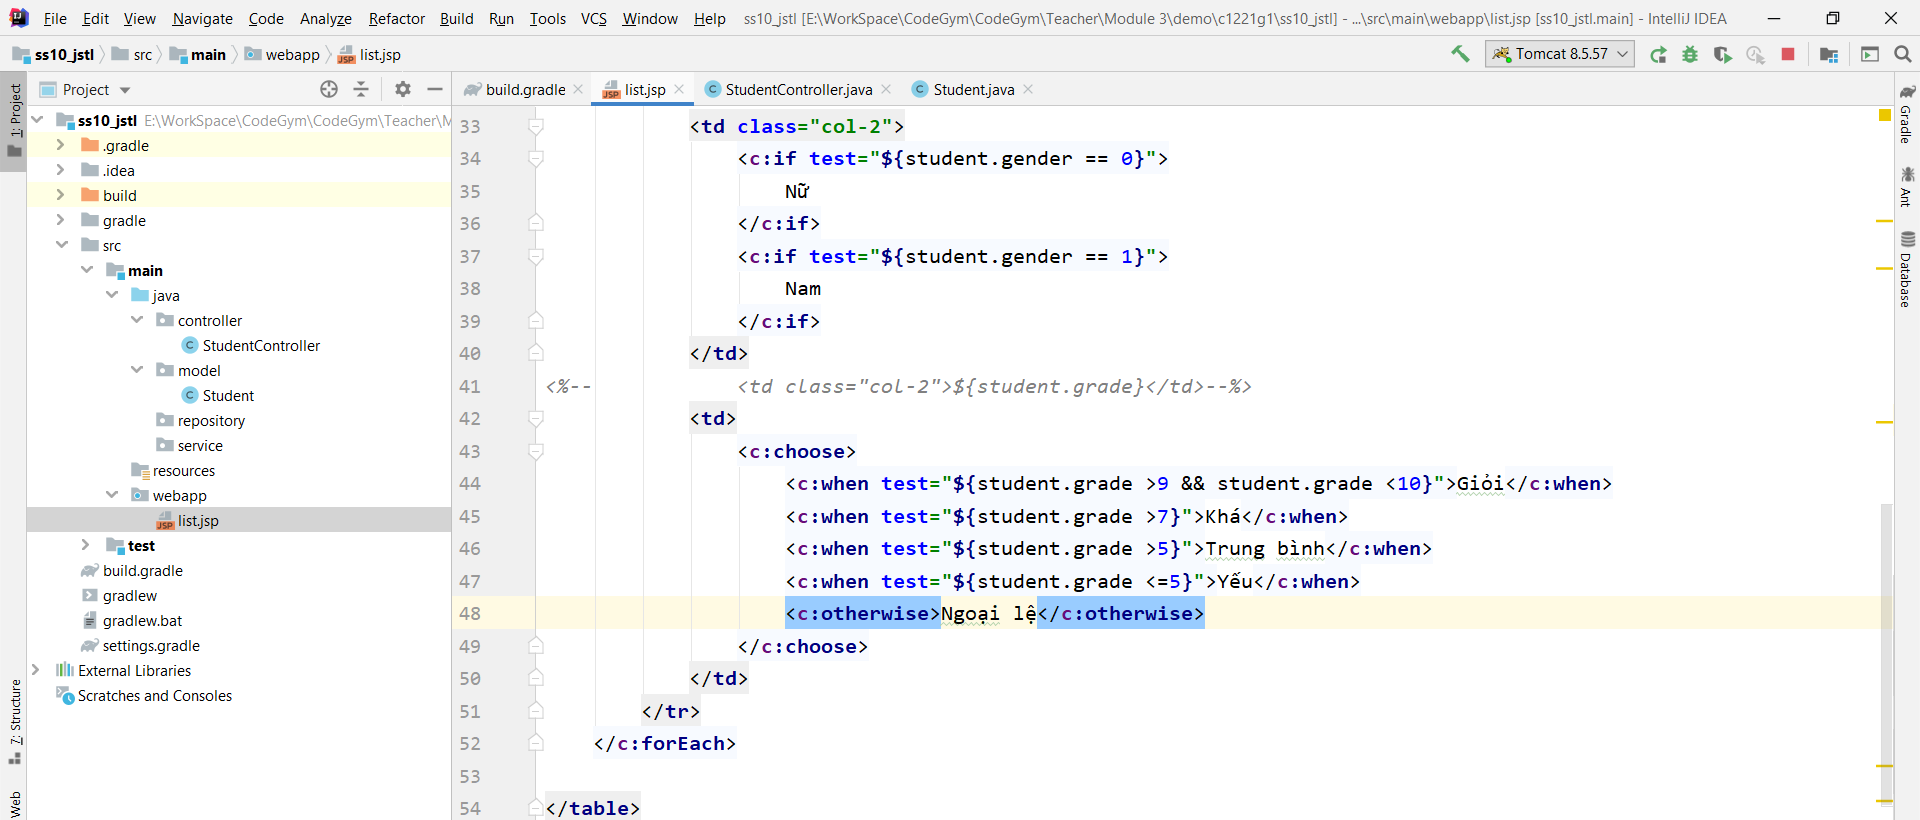 File Edit View Navigate Code Analyze Refactor Build Run Tools VCS Window Help ss10_jstl [E:\WorkSpace\CodeGym\CodeGym\Teacher\Module 3\demo\c1221g1\ss10_jstl] - ...\src\main\webapp\list.jsp [ss10_jstl.main] - IntelliJ IDEA
ss10_jstl src main webapp list.jsp Tomcat 8.5.57
Project
build.gradle list.jsp StudentController.java Student.java
1: Project
7: Structure
Web
ss10_jstl E:\WorkSpace\CodeGym\CodeGym\Teacher\M
.gradle
.idea
build
gradle
src
main
java
controller
StudentController
model
Student
repository
service
resources
webapp
list.jsp
test
build.gradle
gradlew
gradlew.bat
settings.gradle
External Libraries
Scratches and Consoles
33 <td class="col-2">
34 <c:if test="${student.gender == 0}">
35 Nữ
36 </c:if>
37 <c:if test="${student.gender == 1}">
38 Nam
39 </c:if>
40 </td>
41 <%-- <td class="col-2">${student.grade}</td>--%>
42 <td>
43 <c:choose>
44 <c:when test="${student.grade >9 && student.grade <10}">Giỏi</c:when>
45 <c:when test="${student.grade >7}">Khá</c:when>
46 <c:when test="${student.grade >5}">Trung bình</c:when>
47 <c:when test="${student.grade <=5}">Yếu</c:when>
48 <c:otherwise>Ngoại lệ</c:otherwise>
49 </c:choose>
50 </td>
51 </tr>
52 </c:forEach>
53
54 </table>
Gradle
Ant
Database